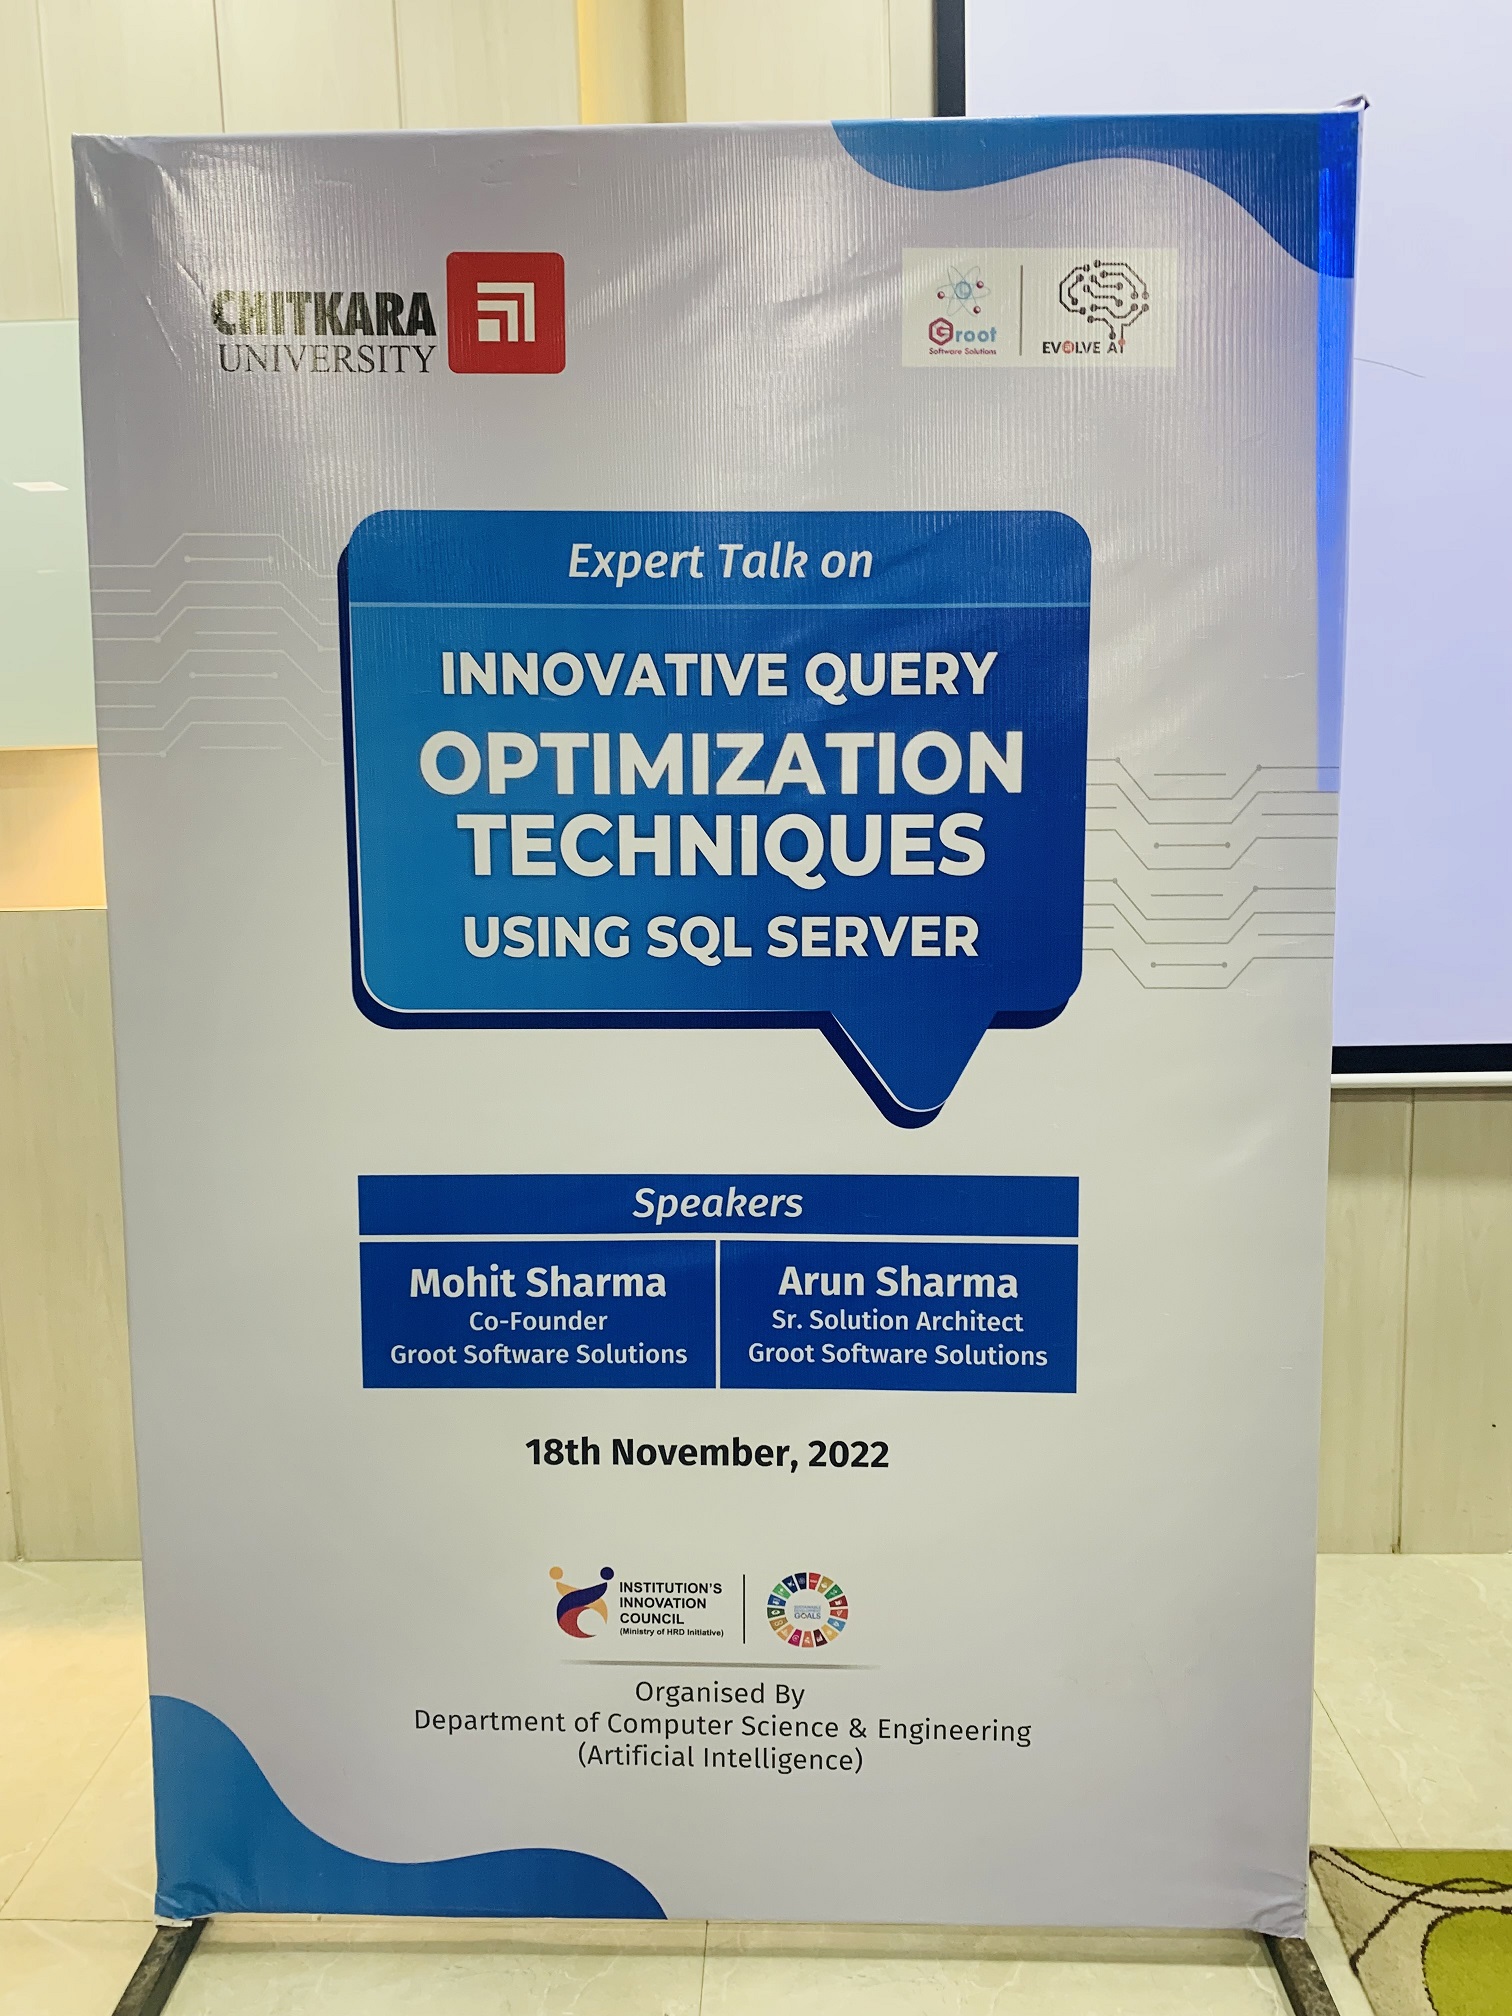 CHITKARA
UNIVERSITY
Groot
Software Solutions
EVOLVE AI
Expert Talk on
INNOVATIVE QUERY
OPTIMIZATION
TECHNIQUES
USING SQL SERVER
Speakers
Mohit Sharma
Co-Founder
Groot Software Solutions
Arun Sharma
Sr. Solution Architect
Groot Software Solutions
18th November, 2022
INSTITUTION'S
INNOVATION
COUNCIL
(Ministry of HRD Initiative)
SUSTAINABLE
DEVELOPMENT
GOALS
Organised By
Department of Computer Science & Engineering
(Artificial Intelligence)